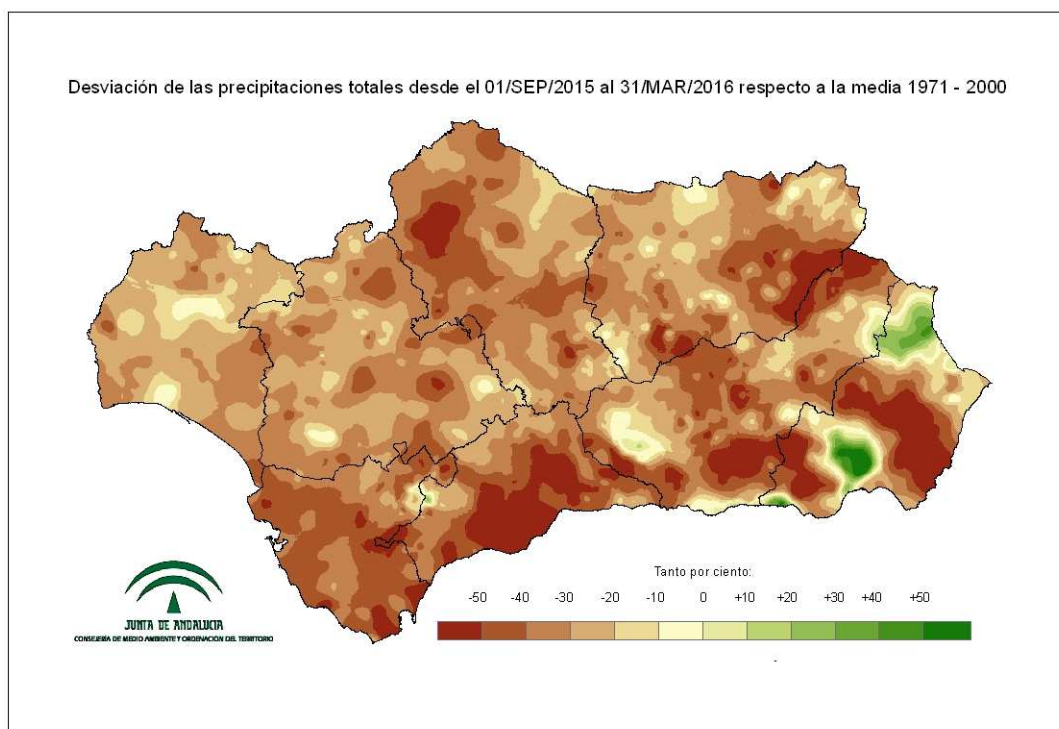 Desviación de las precipitaciones totales desde el 01/SEP/2015 al 31/MAR/2016 respecto a la media 1971 - 2000
Tanto por ciento:
-50 -40 -30 -20 -10 0 +10 +20 +30 +40 +50
JUNTA DE ANDALUCIA
CONSEJERÍA DE MEDIO AMBIENTE Y ORDENACIÓN DEL TERRITORIO